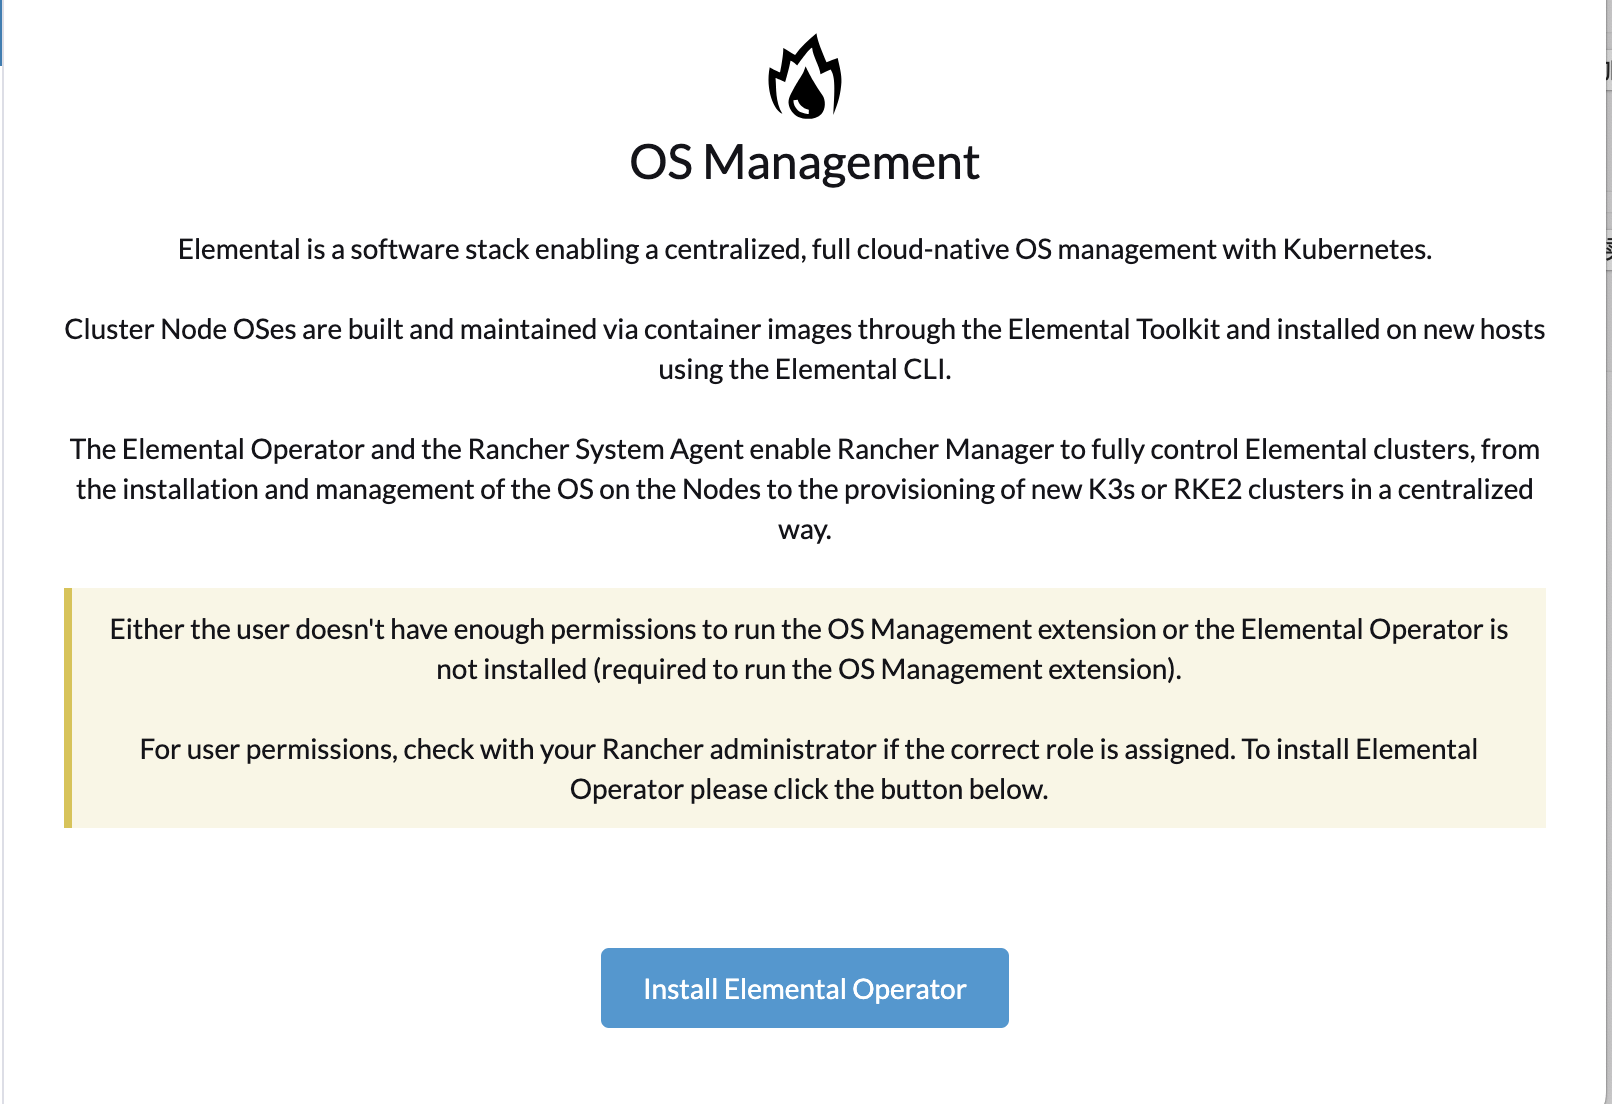 OS Management
Elemental is a software stack enabling a centralized, full cloud-native OS management with Kubernetes.
Cluster Node OSes are built and maintained via container images through the Elemental Toolkit and installed on new hosts
using the Elemental CLI.
The Elemental Operator and the Rancher System Agent enable Rancher Manager to fully control Elemental clusters, from
the installation and management of the OS on the Nodes to the provisioning of new K3s or RKE2 clusters in a centralized
way.
Either the user doesn't have enough permissions to run the OS Management extension or the Elemental Operator is
not installed (required to run the OS Management extension).
For user permissions, check with your Rancher administrator if the correct role is assigned. To install Elemental
Operator please click the button below.
Install Elemental Operator